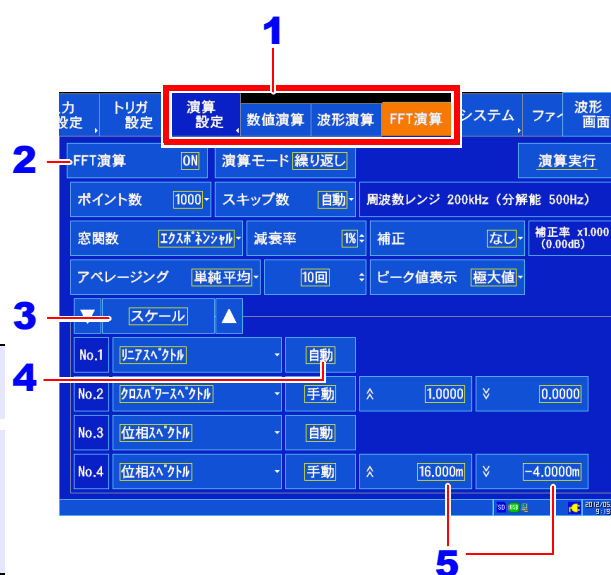 1
力
設定
トリガ
設定
演算
設定
数値演算
波形演算
FFT演算
システム
ファイ
波形
画面
2
FFT演算
ON
演算モード
繰り返し
演算実行
ポイント数
1000
スキップ数
自動
周波数レンジ 200kHz (分解能 500Hz)
窓関数
エクスポネンシャル
減衰率
1%
補正
なし
補正率 x1.000
(0.00dB)
アベレージング
単純平均
10回
ピーク値表示
極大値
3
スケール
No.1
リニアスペクトル
自動
4
No.2
クロスパワースペクトル
手動
1.0000
0.0000
No.3
位相スペクトル
自動
No.4
位相スペクトル
手動
16.000m
-4.0000m
SD
USB
2012/05
5